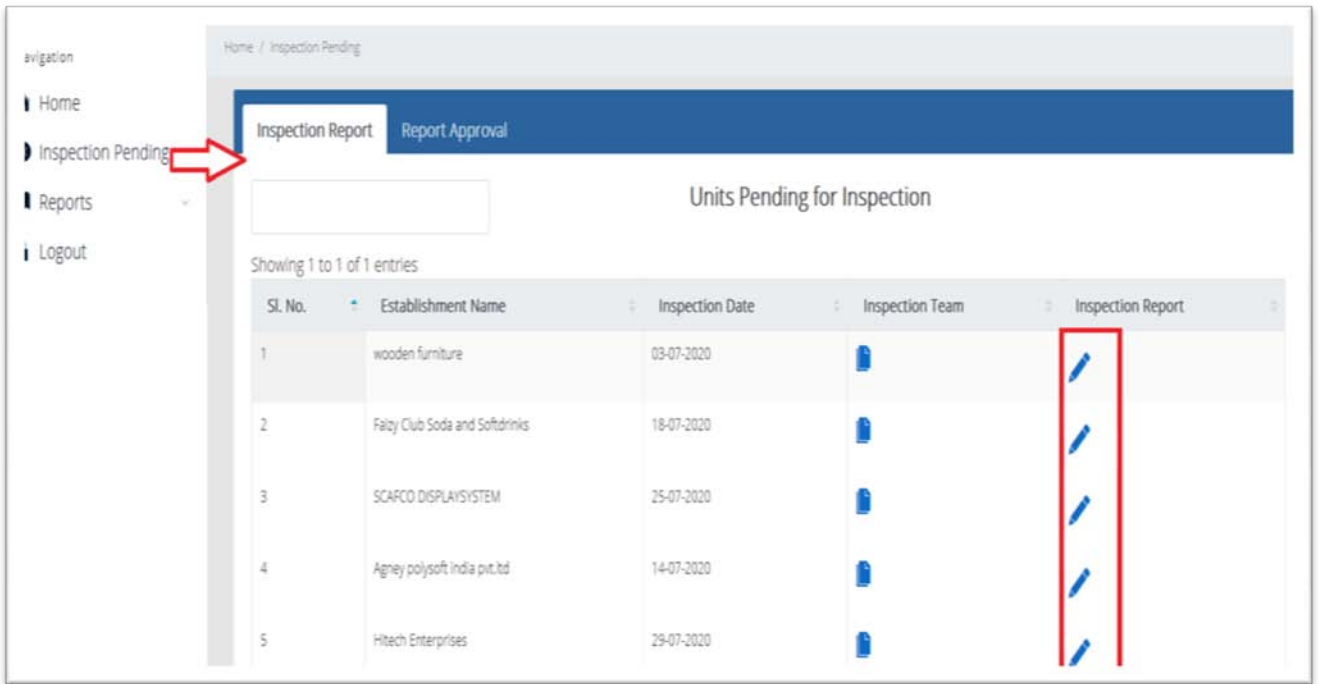 avigation
Home / Inspection Pending
Home
Inspection Report Report Approval
Inspection Pending
Reports
Units Pending for Inspection
Logout
Showing 1 to 1 of 1 entries
Sl. No. Establishment Name Inspection Date Inspection Team Inspection Report
1 wooden furniture 03-07-2020
2 Faizy Club Soda and Softdrinks 18-07-2020
3 SCAFCO DISPLAYSYSTEM 25-07-2020
4 Agney polysoft india pvt.ltd 14-07-2020
5 Hitech Enterprises 29-07-2020